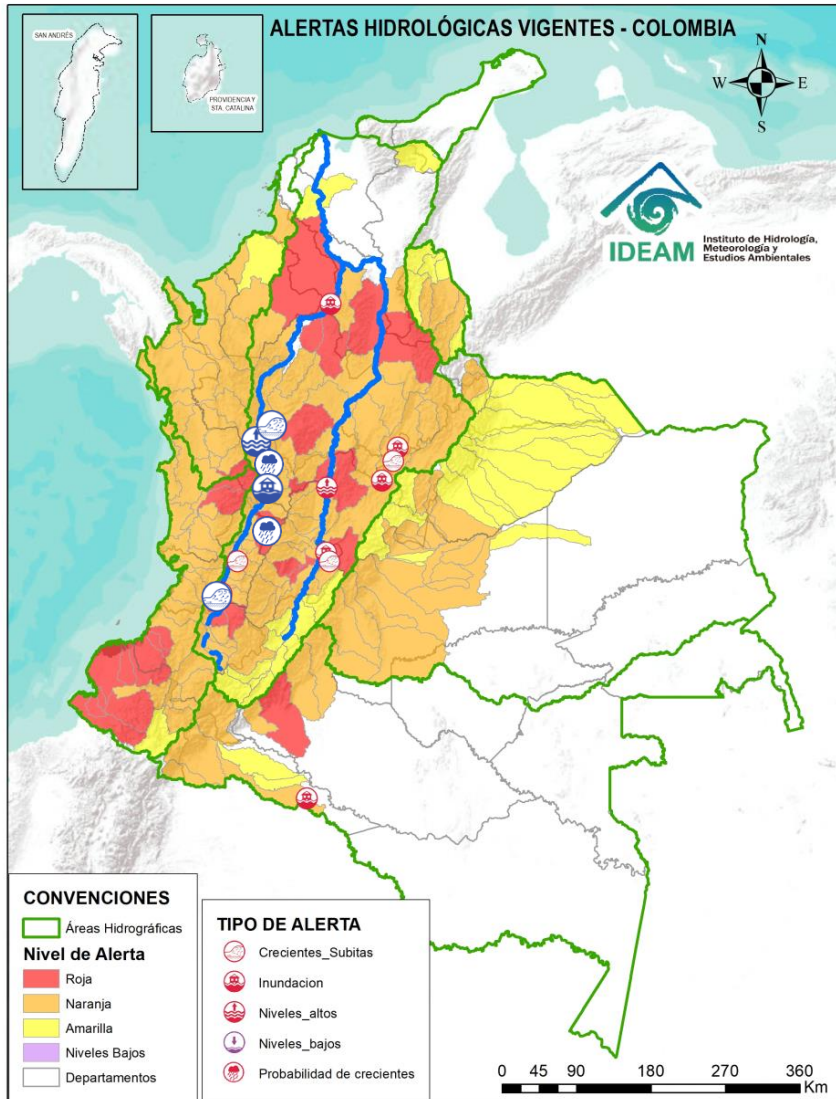 ALERTAS HIDROLÓGICAS VIGENTES - COLOMBIA
SAN ANDRÉS
PROVIDENCIA Y
STA. CATALINA
N
W
E
S
IDEAM
Instituto de Hidrología,
Meteorología y
Estudios Ambientales
CONVENCIONES
Áreas Hidrográficas
Nivel de Alerta
Roja
Naranja
Amarilla
Niveles Bajos
Departamentos
TIPO DE ALERTA
Crecientes_Subitas
Inundacion
Niveles_altos
Niveles_bajos
Probabilidad de crecientes
0 45 90 180 270 360
Km